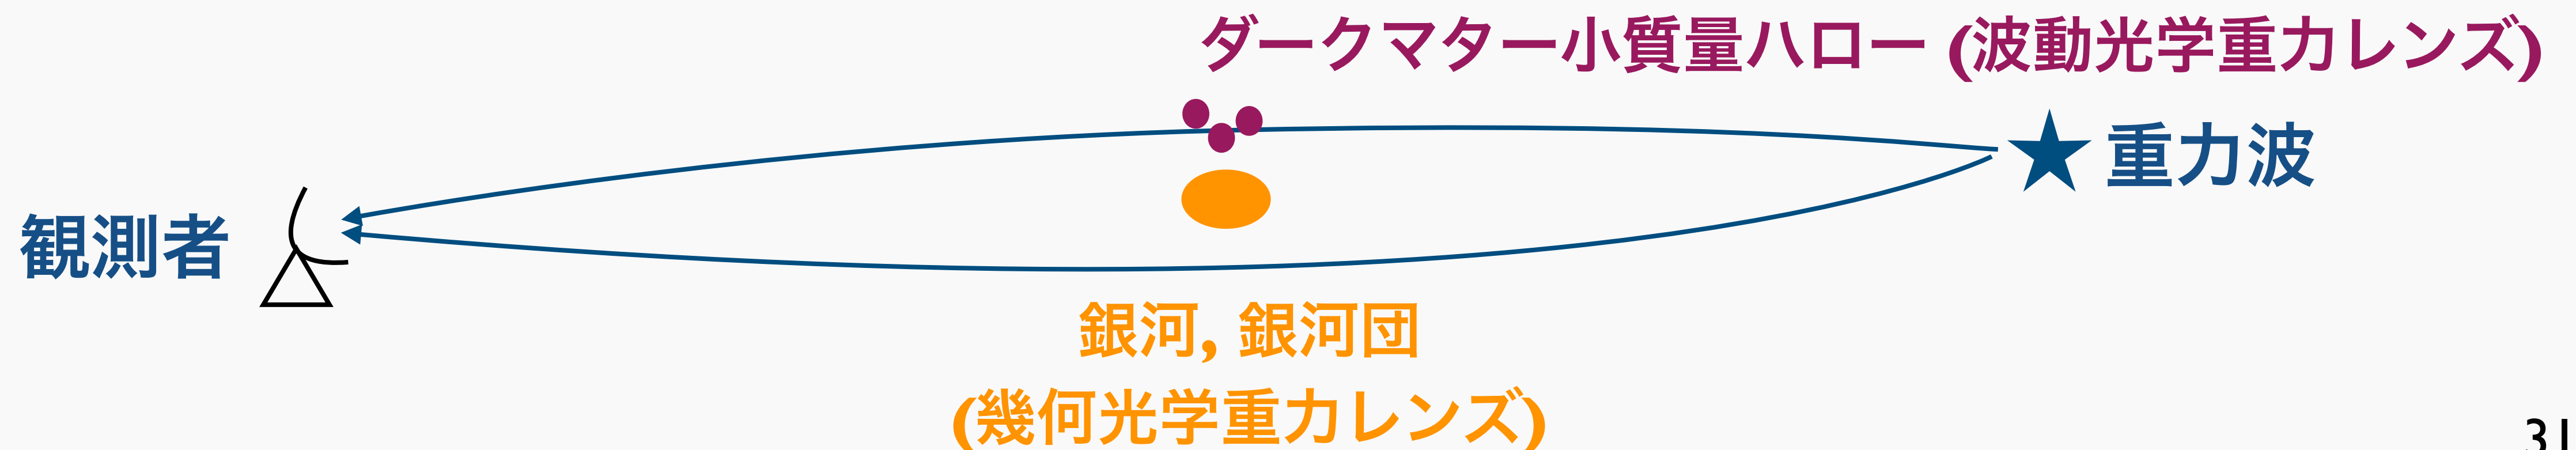 ダークマター小質量ハロー (波動光学重力レンズ)
重力波
観測者
銀河, 銀河団
(幾何光学重力レンズ)
31